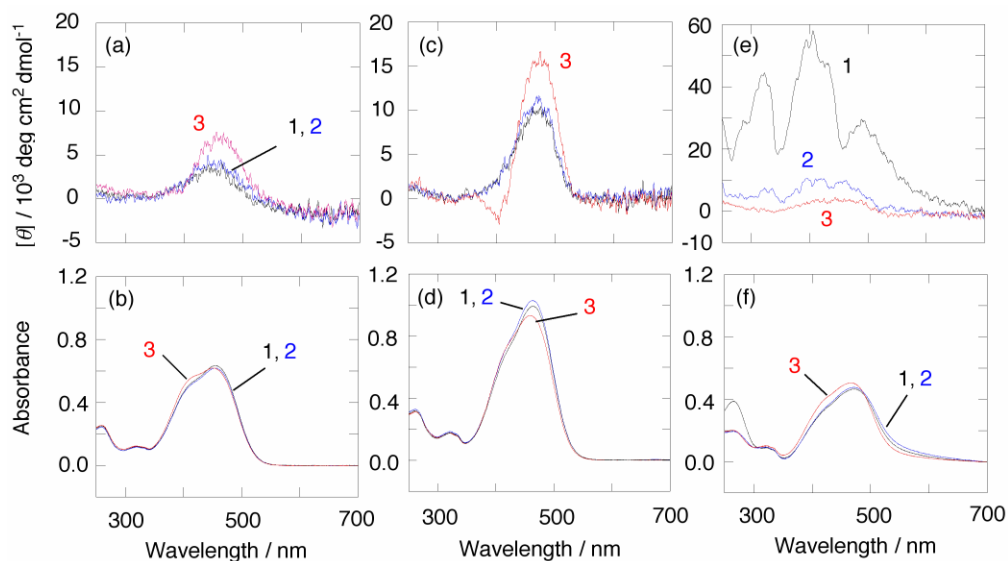 20
15
10
5
0
-5
[θ] / 10³ deg cm² dmol⁻¹
(a)
3
1, 2
20
15
10
5
0
-5
(c)
3
60
40
20
0
-10
(e)
1
2
3
1.2
0.8
0.4
0.0
Absorbance
(b)
3
1, 2
300 500 700
Wavelength / nm
1.2
0.8
0.4
0.0
(d)
1, 2
3
300 500 700
Wavelength / nm
1.2
0.8
0.4
0.0
(f)
3
1, 2
300 500 700
Wavelength / nm